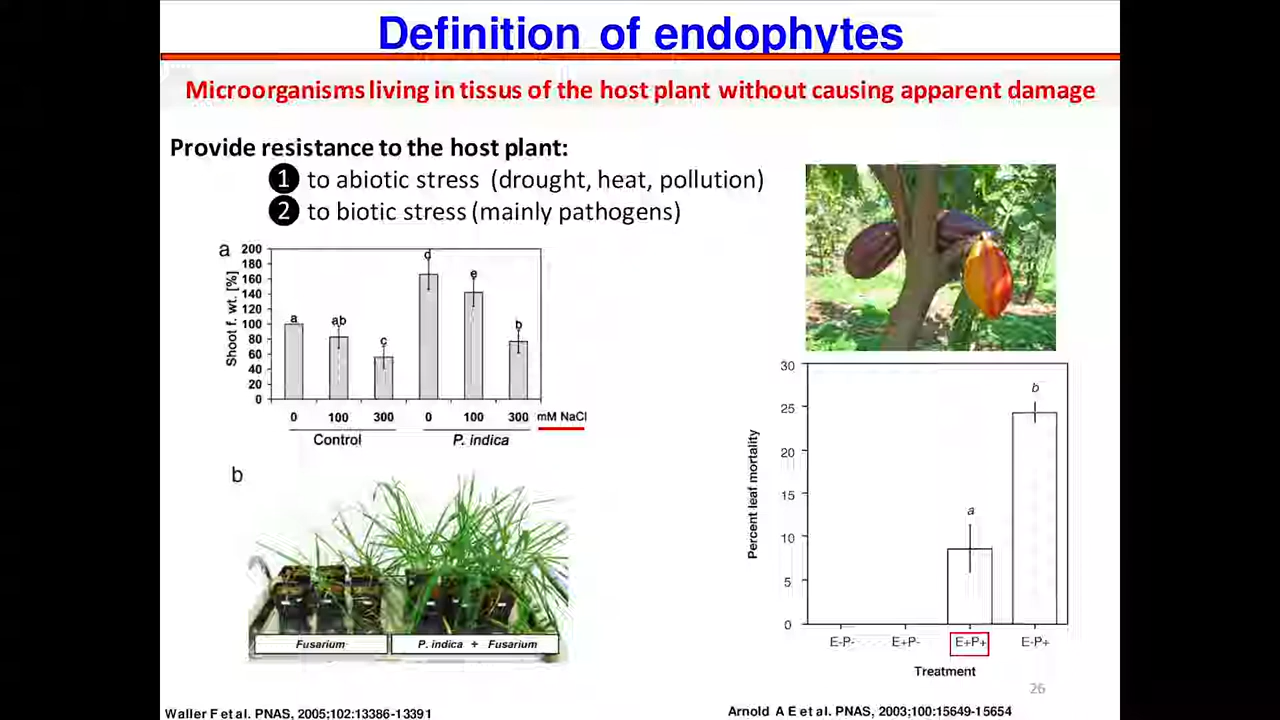 Definition of endophytes
Microorganisms living in tissus of the host plant without causing apparent damage
Provide resistance to the host plant:
1 to abiotic stress (drought, heat, pollution)
2 to biotic stress (mainly pathogens)
a
Shoot f. wt. [%]
200
180
160
140
120
100
80
60
40
20
0
a
ab
c
d
e
b
0 100 300 0 100 300 mM NaCl
Control P. indica
b
Fusarium P. indica + Fusarium
Waller F et al. PNAS, 2005;102:13386-13391
Percent leaf mortality
30
25
20
15
10
5
0
a
b
E-P- E+P- E+P+ E-P+
Treatment
26
Arnold A E et al. PNAS, 2003;100:15649-15654